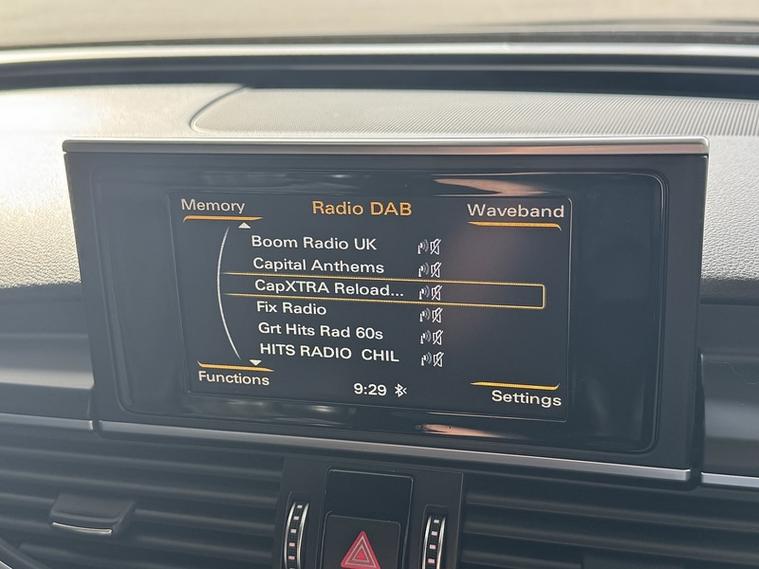 Memory
Radio DAB
Waveband
Boom Radio UK
Capital Anthems
CapXTRA Reload...
Fix Radio
Grt Hits Rad 60s
HITS RADIO CHIL
Functions
9:29
Settings